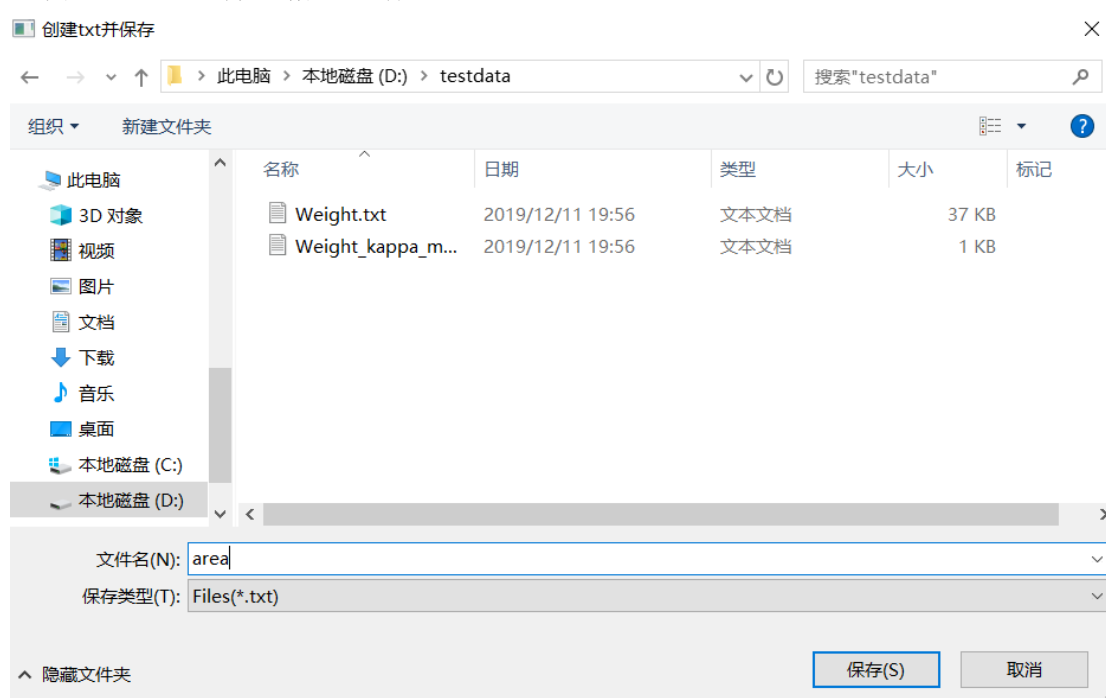 创建txt并保存
此电脑 > 本地磁盘 (D:) > testdata
搜索"testdata"
组织 新建文件夹
名称 日期 类型 大小 标记
Weight.txt 2019/12/11 19:56 文本文档 37 KB
Weight_kappa_m... 2019/12/11 19:56 文本文档 1 KB
此电脑
3D 对象
视频
图片
文档
下载
音乐
桌面
本地磁盘 (C:)
本地磁盘 (D:)
文件名(N): area
保存类型(T): Files(*.txt)
隐藏文件夹
保存(S) 取消